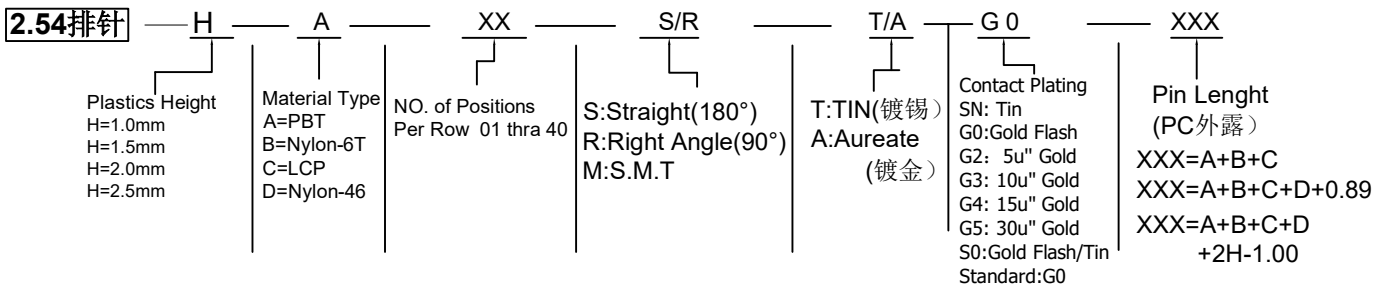 2.54排针 H A XX S/R T/A G0 XXX
Plastics Height
H=1.0mm
H=1.5mm
H=2.0mm
H=2.5mm
Material Type
A=PBT
B=Nylon-6T
C=LCP
D=Nylon-46
NO. of Positions
Per Row 01 thra 40
S:Straight(180°)
R:Right Angle(90°)
M:S.M.T
T:TIN(镀锡）
A:Aureate
(镀金）
Contact Plating
SN: Tin
G0:Gold Flash
G2：5u" Gold
G3: 10u" Gold
G4: 15u" Gold
G5: 30u" Gold
S0:Gold Flash/Tin
Standard:G0
Pin Lenght
(PC外露）
XXX=A+B+C
XXX=A+B+C+D+0.89
XXX=A+B+C+D
+2H-1.00